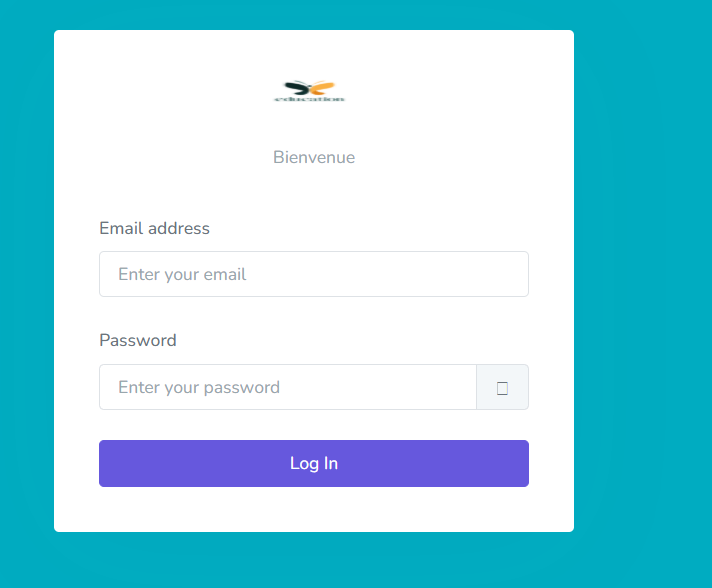 education
Bienvenue
Email address
Enter your email
Password
Enter your password
Log In